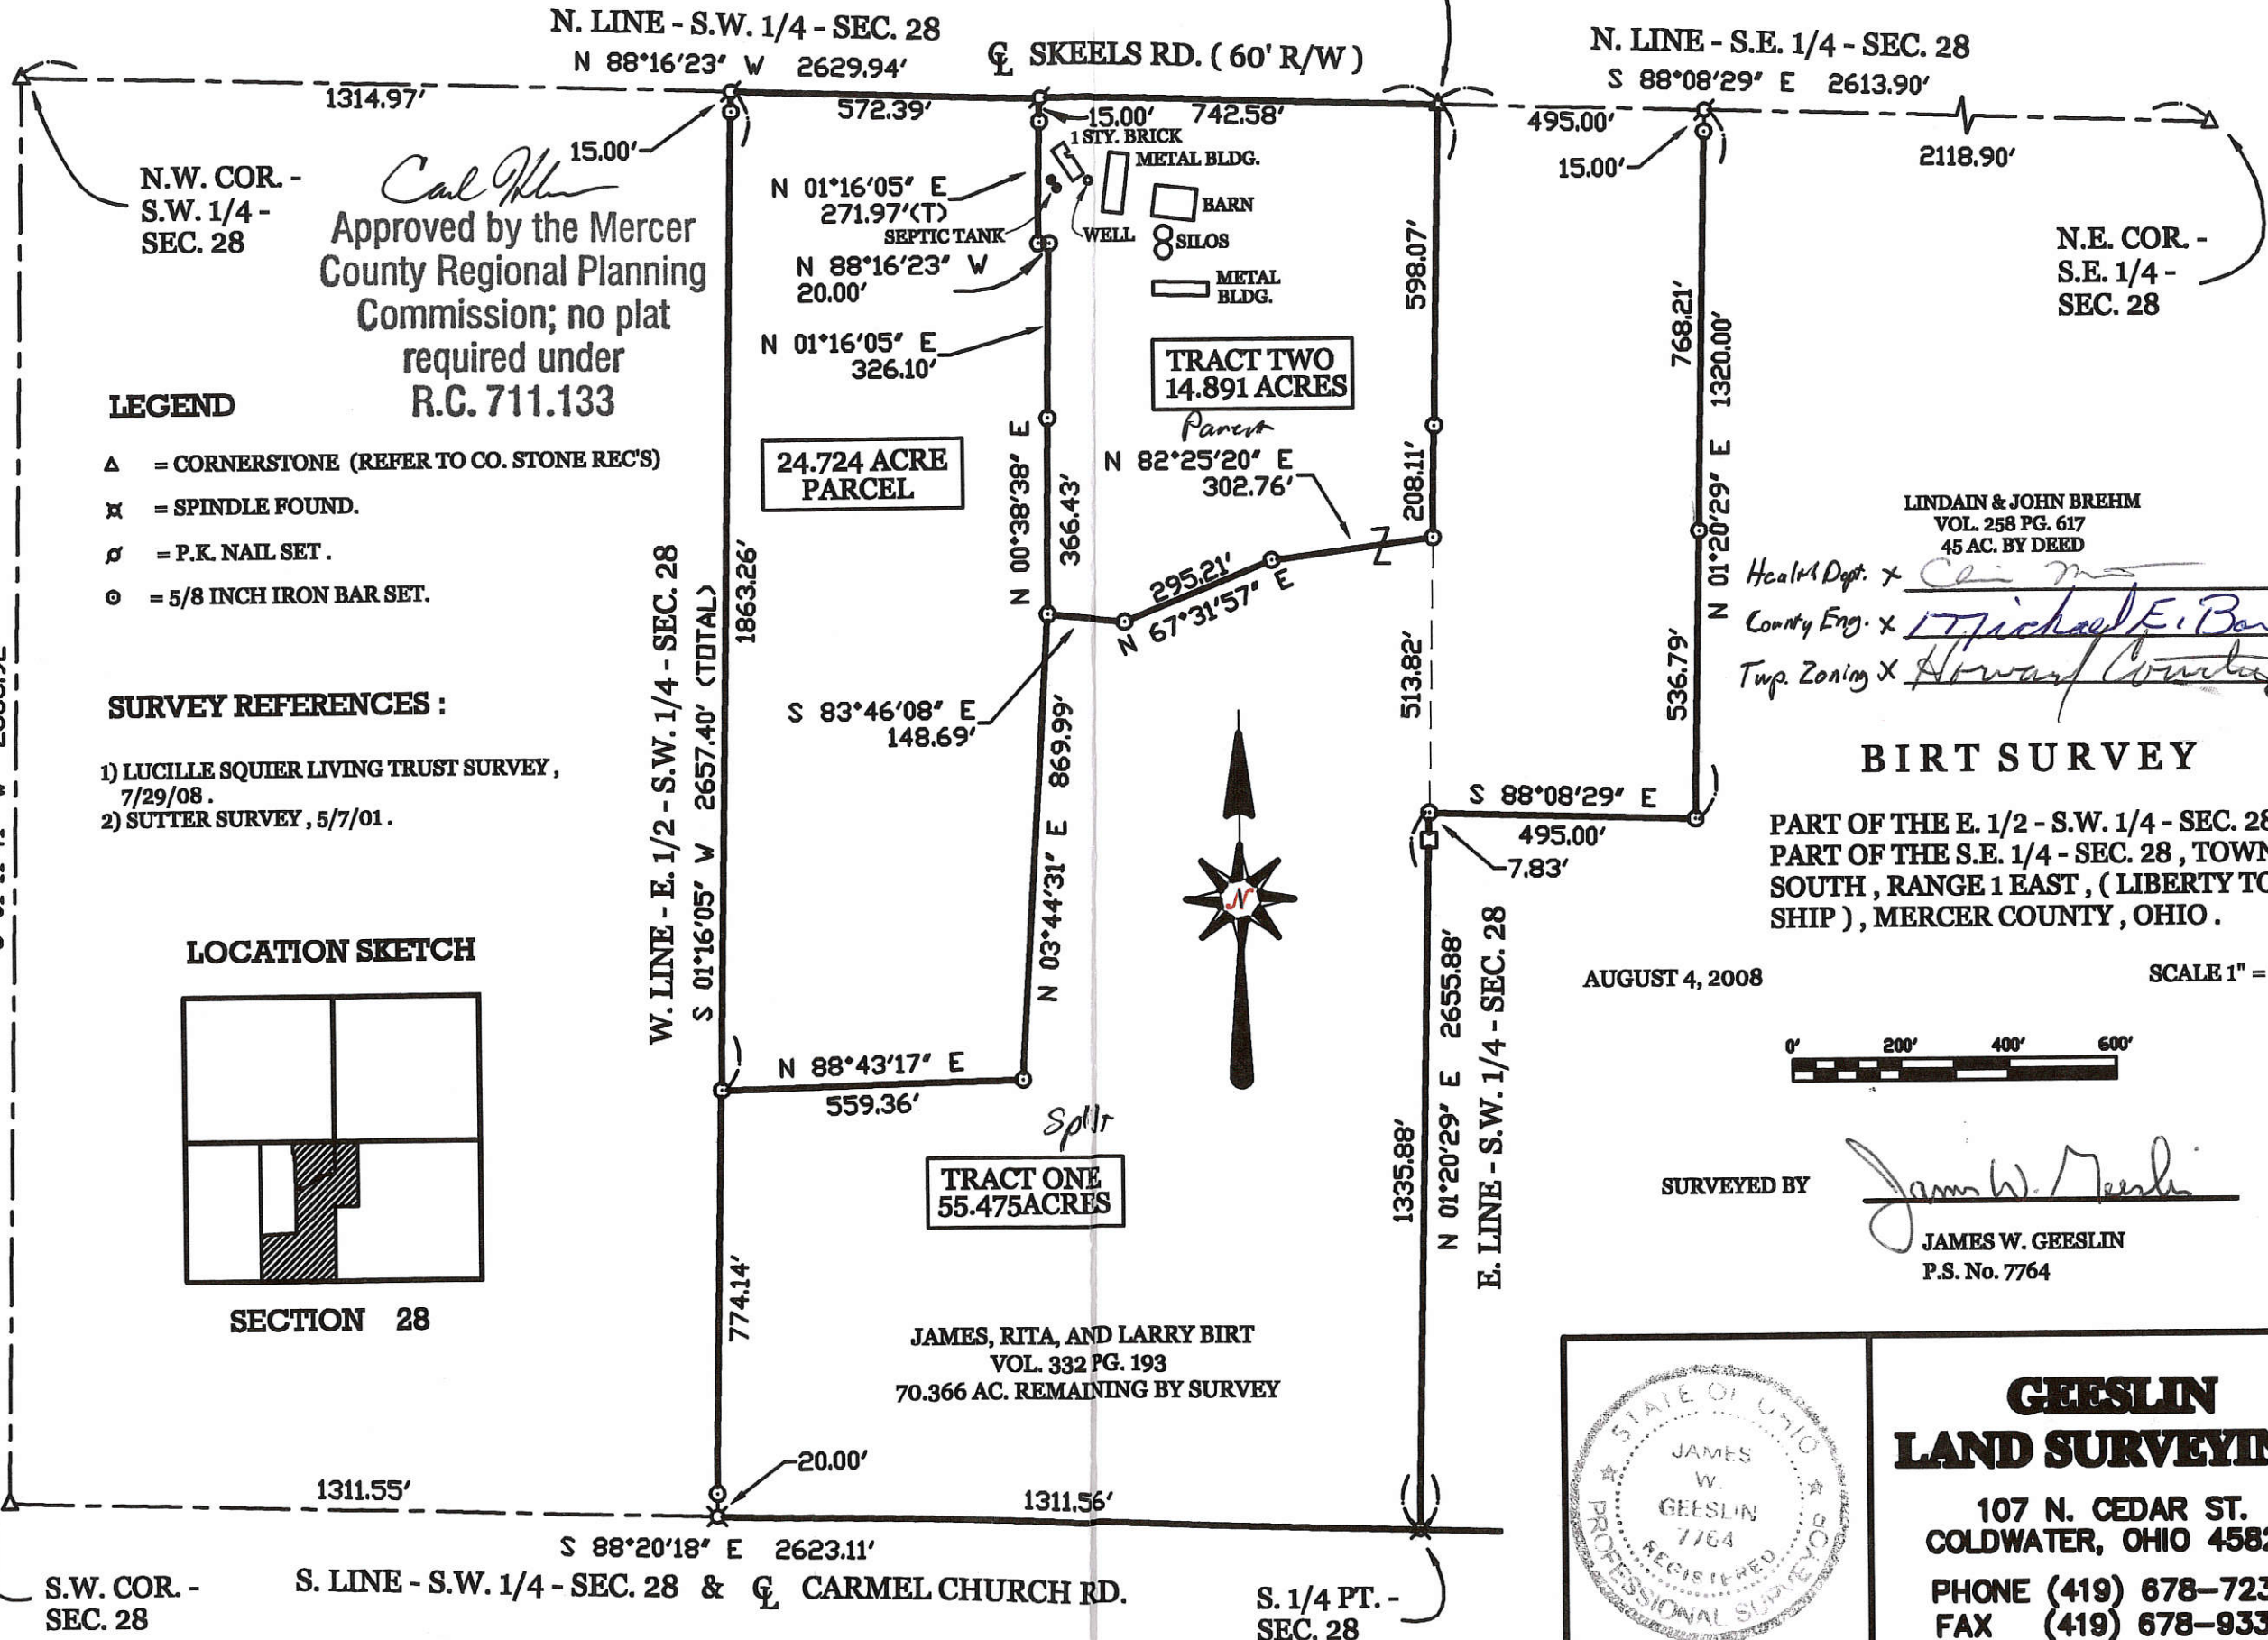 N. LINE - S.W. 1/4 - SEC. 28
N 88°16'23" W 2629.94'
℄ SKEELS RD. ( 60' R/W )
N. LINE - S.E. 1/4 - SEC. 28
S 88°08'29" E 2613.90'
1314.97'
572.39'
15.00'
742.58'
495.00'
2118.90'
15.00'
15.00'
N.W. COR. -
S.W. 1/4 -
SEC. 28
Approved by the Mercer
County Regional Planning
Commission; no plat
required under
R.C. 711.133
1 STY. BRICK
METAL BLDG.
BARN
SILOS
METAL
BLDG.
SEPTIC TANK
WELL
N 01°16'05" E
271.97'(T)
N 88°16'23" W
20.00'
N 01°16'05" E
326.10'
598.07'
768.21'
N 01°20'29" E 1320.00'
N.E. COR. -
S.E. 1/4 -
SEC. 28
LEGEND
△ = CORNERSTONE (REFER TO CO. STONE REC'S)
= SPINDLE FOUND.
= P.K. NAIL SET.
⊙ = 5/8 INCH IRON BAR SET.
TRACT TWO
14.891 ACRES
Parent
24.724 ACRE
PARCEL
N 00°38'38" E
366.43'
N 82°25'20" E
302.76'
208.11'
295.21'
N 67°31'57" E
S 83°46'08" E
148.69'
513.82'
536.79'
LINDAIN & JOHN BREHM
VOL. 258 PG. 617
45 AC. BY DEED
Health Dept. x
County Eng. x Michael E.
Twp. Zoning X Howard
W. LINE - E. 1/2 - S.W. 1/4 - SEC. 28
S 01°16'05" W 2657.40' (TOTAL)
1863.26'
N 03°44'31" E 869.99'
SURVEY REFERENCES :
1) LUCILLE SQUIER LIVING TRUST SURVEY,
7/29/08.
2) SUTTER SURVEY, 5/7/01.
N
S 88°08'29" E
495.00'
7.83'
BIRT SURVEY
PART OF THE E. 1/2 - S.W. 1/4 - SEC. 28
PART OF THE S.E. 1/4 - SEC. 28, TOWN
SOUTH, RANGE 1 EAST, ( LIBERTY TO
SHIP ), MERCER COUNTY, OHIO.
AUGUST 4, 2008
SCALE 1" =
0' 200' 400' 600'
LOCATION SKETCH
SECTION 28
N 88°43'17" E
559.36'
Split
TRACT ONE
55.475ACRES
1335.88'
N 01°20'29" E 2655.88'
E. LINE - S.W. 1/4 - SEC. 28
SURVEYED BY James W. Geeslin
JAMES W. GEESLIN
P.S. No. 7764
774.14'
JAMES, RITA, AND LARRY BIRT
VOL. 332 PG. 193
70.366 AC. REMAINING BY SURVEY
20.00'
1311.55'
1311.56'
S 88°20'18" E 2623.11'
S. LINE - S.W. 1/4 - SEC. 28 & ℄ CARMEL CHURCH RD.
S.W. COR. -
SEC. 28
S. 1/4 PT. -
SEC. 28
STATE OF OHIO
JAMES
W.
GEESLIN
7764
REGISTERED
PROFESSIONAL SURVEYOR
GEESLIN
LAND SURVEYIN
107 N. CEDAR ST.
COLDWATER, OHIO 4582
PHONE (419) 678-723
FAX (419) 678-933